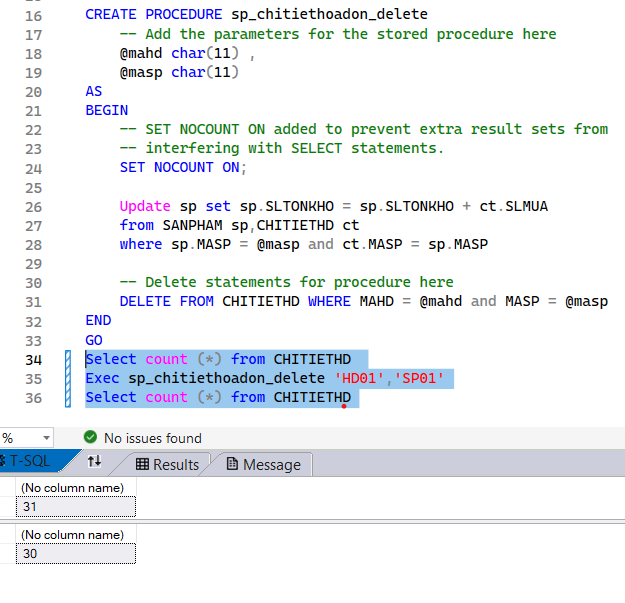 16 CREATE PROCEDURE sp_chitiethoadon_delete
17 -- Add the parameters for the stored procedure here
18 @mahd char(11) ,
19 @masp char(11)
20 AS
21 BEGIN
22 -- SET NOCOUNT ON added to prevent extra result sets from
23 -- interfering with SELECT statements.
24 SET NOCOUNT ON;
25
26 Update sp set sp.SLTONKHO = sp.SLTONKHO + ct.SLMUA
27 from SANPHAM sp,CHITIETHD ct
28 where sp.MASP = @masp and ct.MASP = sp.MASP
29
30 -- Delete statements for procedure here
31 DELETE FROM CHITIETHD WHERE MAHD = @mahd and MASP = @masp
32 END
33 GO
34 Select count (*) from CHITIETHD
35 Exec sp_chitiethoadon_delete 'HD01','SP01'
36 Select count (*) from CHITIETHD
% No issues found
T-SQL Results Message
(No column name)
31
(No column name)
30